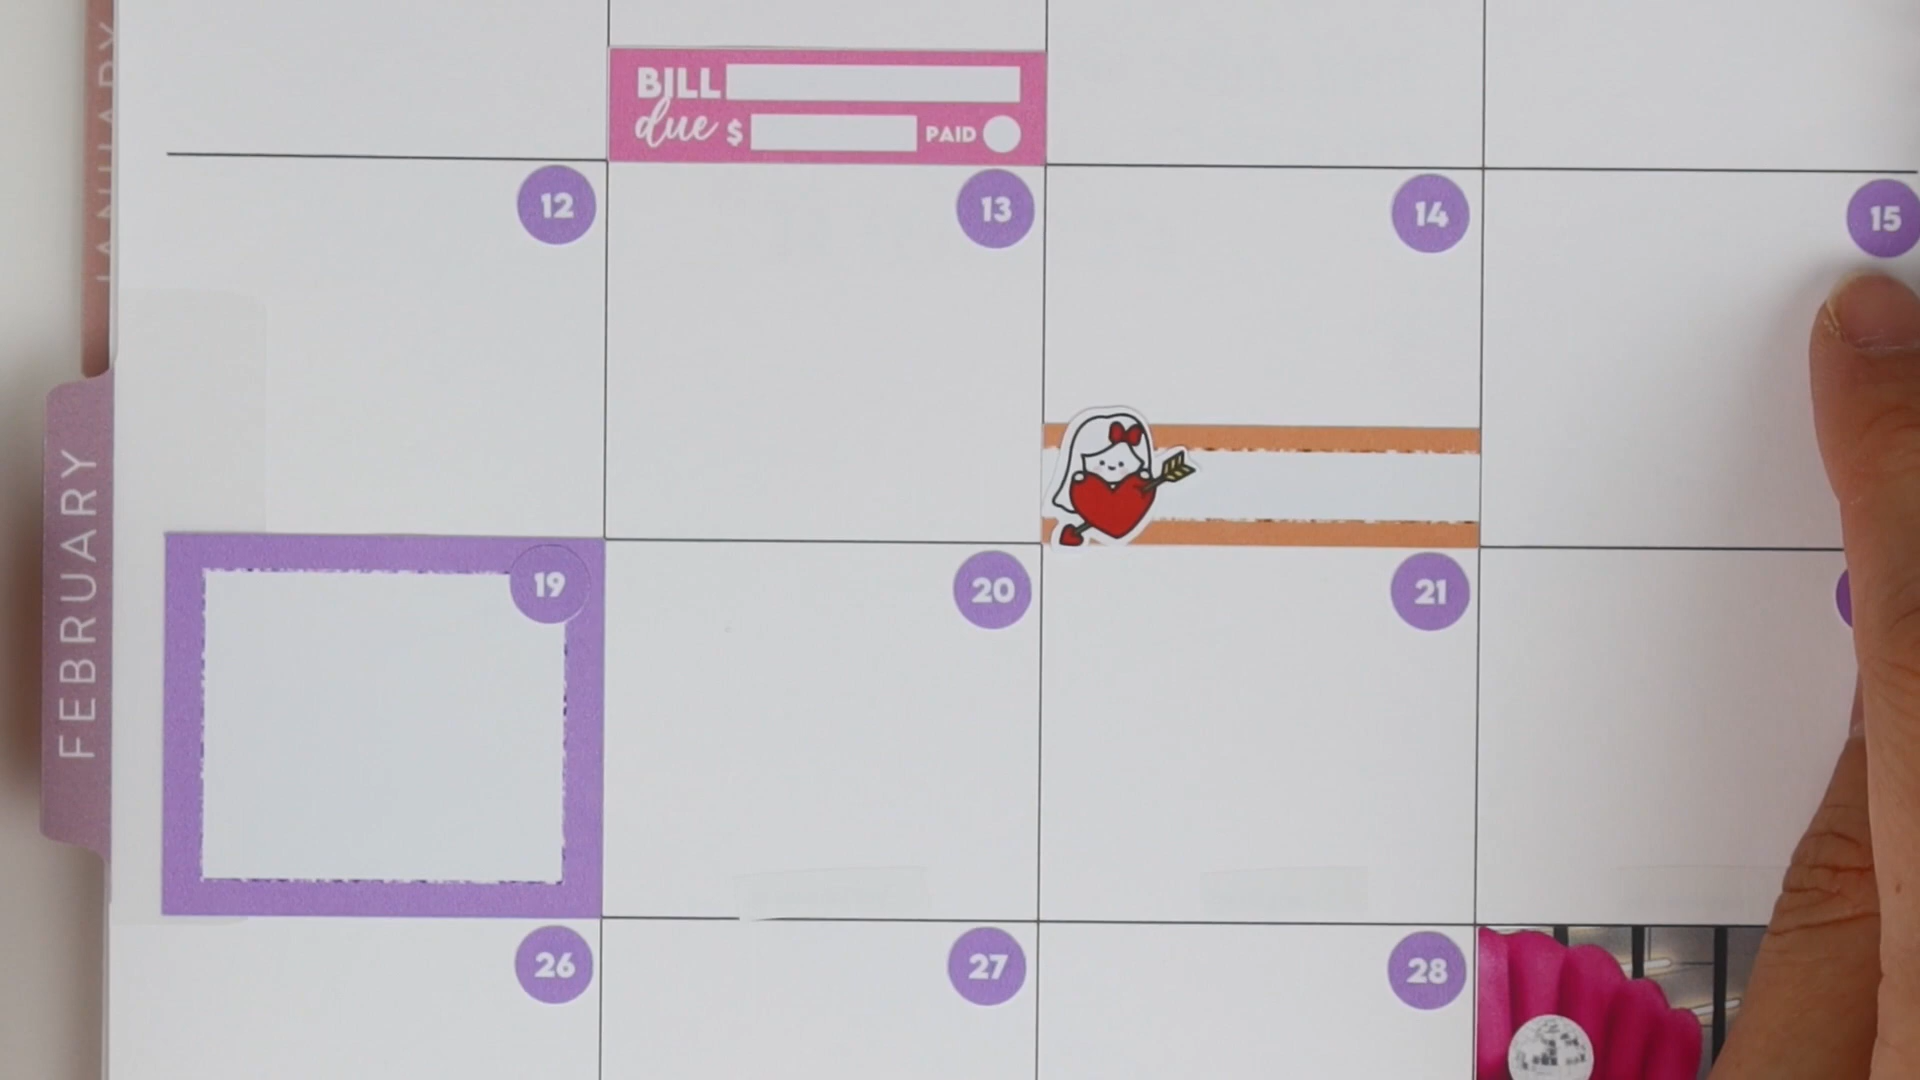 JANUARY
BILL
due $ PAID
12 13 14 15
FEBRUARY
19 20 21
26 27 28